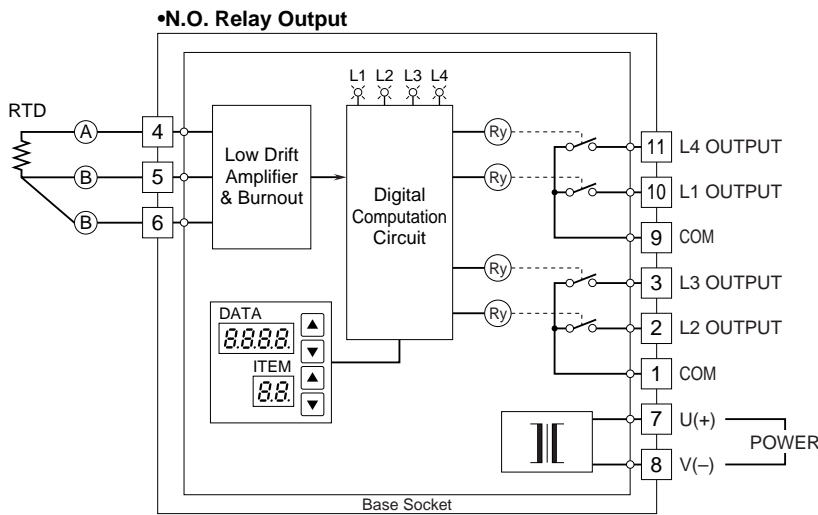 •N.O. Relay Output
L1 L2 L3 L4
RTD
A
4
B
5
B
6
Low Drift
Amplifier
& Burnout
Digital
Computation
Circuit
Ry
Ry
Ry
Ry
11 L4 OUTPUT
10 L1 OUTPUT
9 COM
3 L3 OUTPUT
2 L2 OUTPUT
1 COM
7 U(+)
8 V(–)
POWER
DATA
8.8.8.8.
ITEM
8.8.
Base Socket